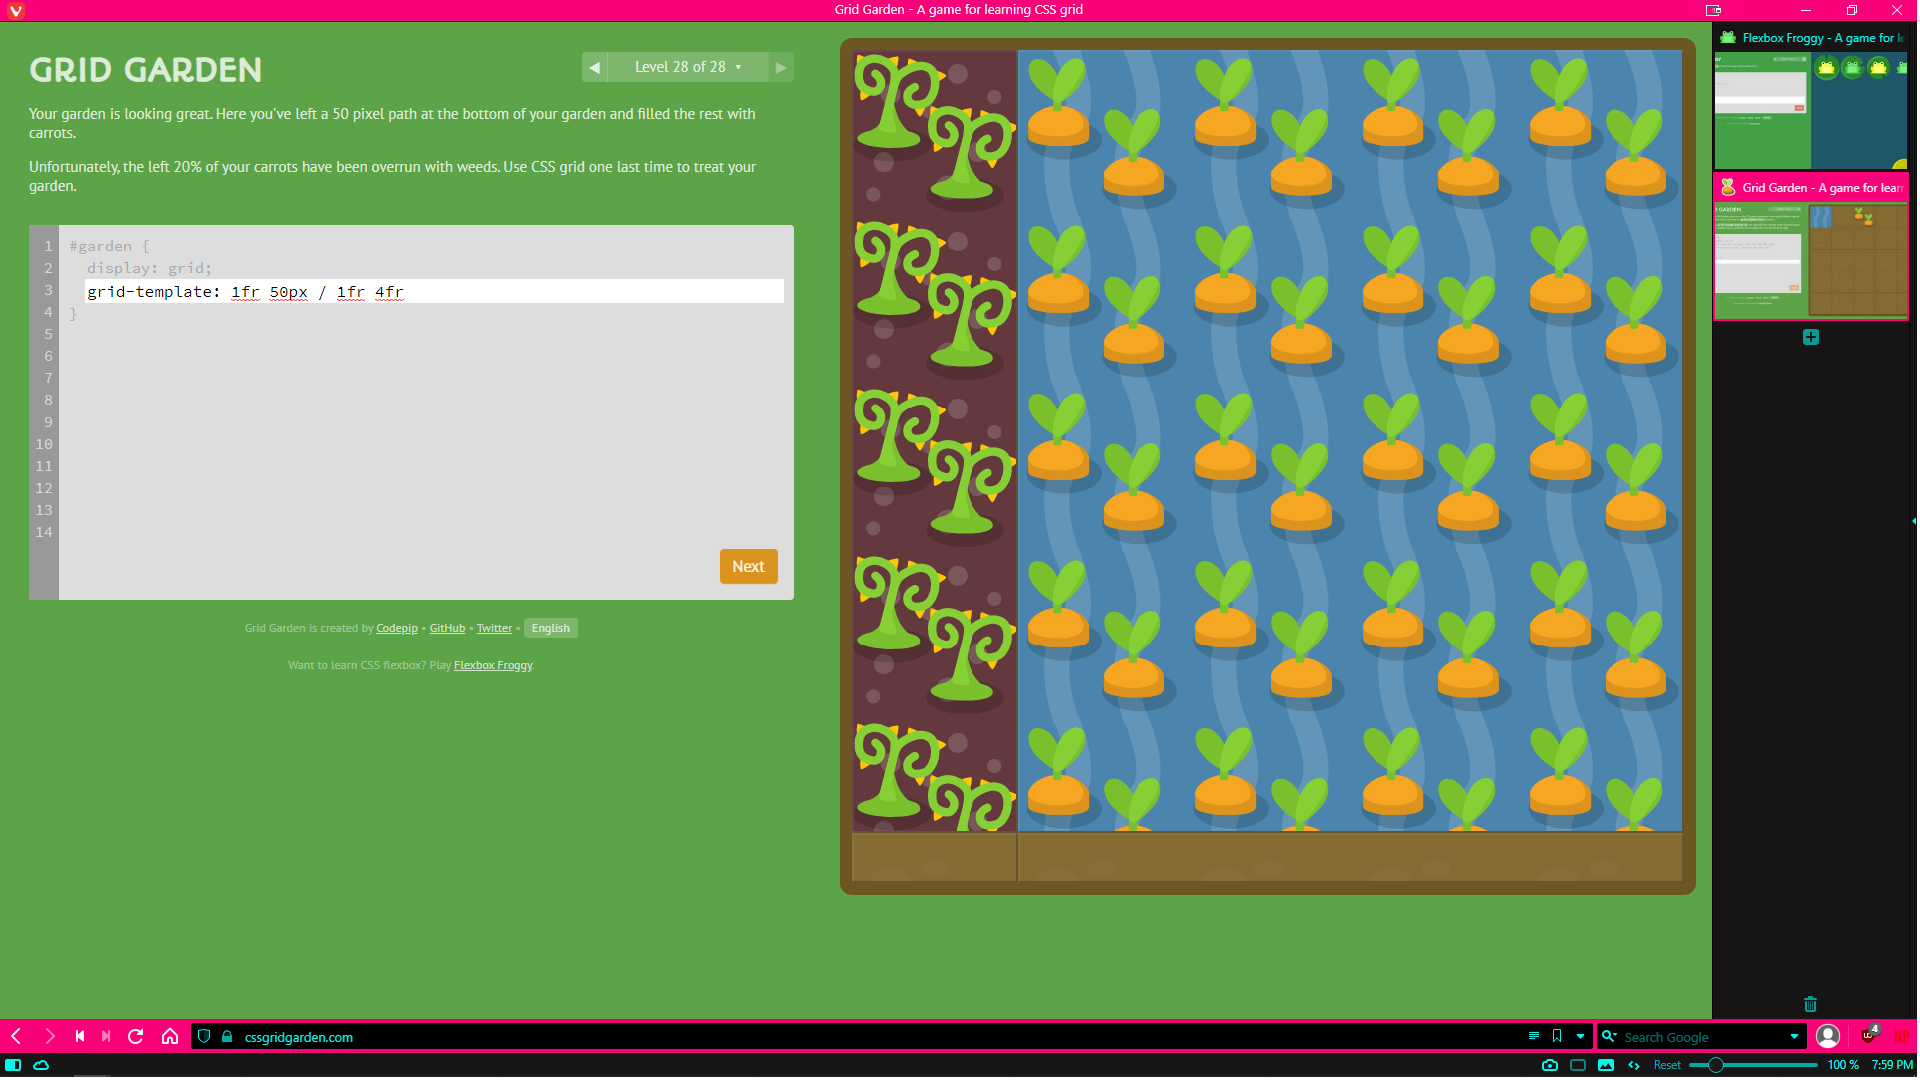 Grid Garden - A game for learning CSS grid
GRID GARDEN
◀ Level 28 of 28 ▾ ▶
Your garden is looking great. Here you've left a 50 pixel path at the bottom of your garden and filled the rest with
carrots.
Unfortunately, the left 20% of your carrots have been overrun with weeds. Use CSS grid one last time to treat your
garden.
1 #garden {
2 display: grid;
3 grid-template: 1fr 50px / 1fr 4fr
4 }
5
6
7
8
9
10
11
12
13
14
Next
Grid Garden is created by Codepip • GitHub • Twitter • English
Want to learn CSS flexbox? Play Flexbox Froggy.
Flexbox Froggy - A game for le
Grid Garden - A game for learn
cssgridgarden.com
Search Google
4
NP
Reset
100 %
7:59 PM